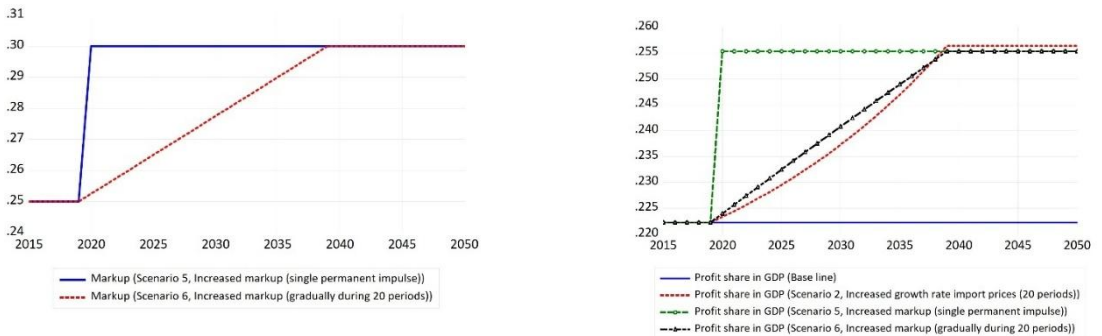 .31
.30
.29
.28
.27
.26
.25
.24
2015 2020 2025 2030 2035 2040 2045 2050
Markup (Scenario 5, Increased markup (single permanent impulse))
Markup (Scenario 6, Increased markup (gradually during 20 periods))
.260
.255
.250
.245
.240
.235
.230
.225
.220
2015 2020 2025 2030 2035 2040 2045 2050
Profit share in GDP (Base line)
Profit share in GDP (Scenario 2, Increased growth rate import prices (20 periods))
Profit share in GDP (Scenario 5, Increased markup (single permanent impulse))
Profit share in GDP (Scenario 6, Increased markup (gradually during 20 periods))